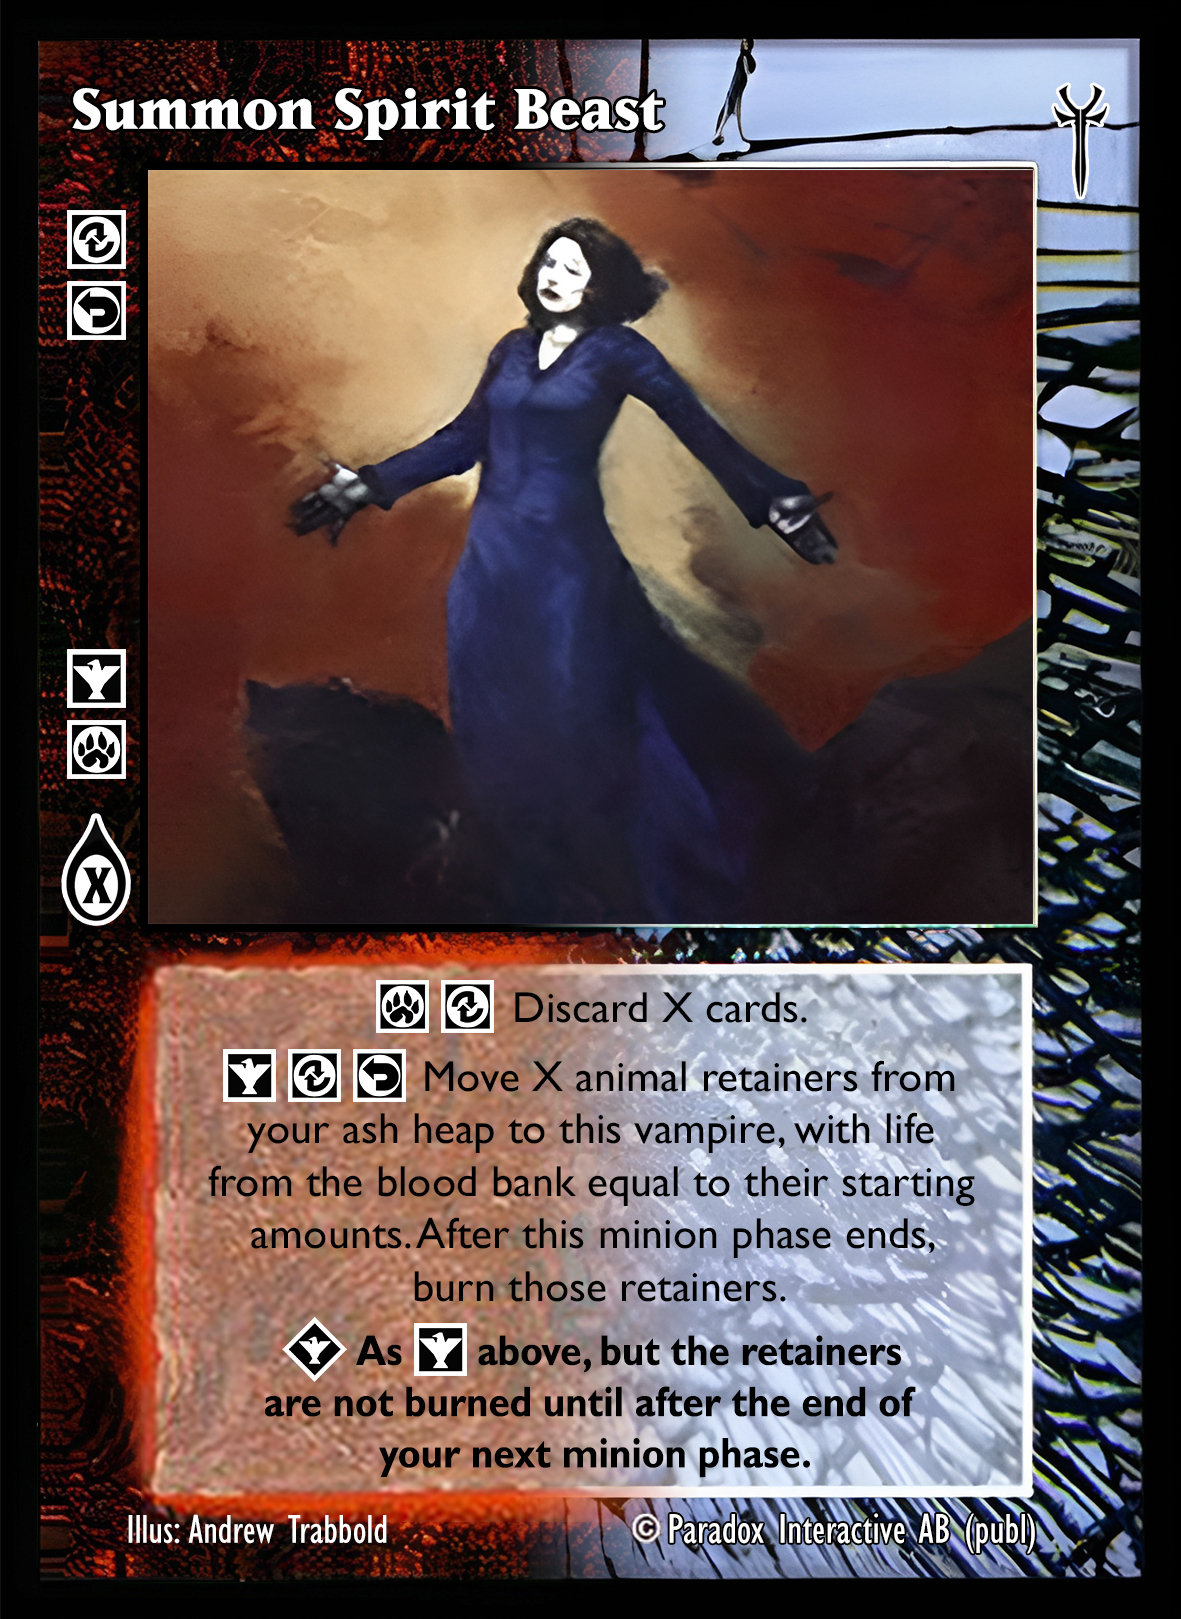 Summon Spirit Beast
X
Discard X cards.
Move X animal retainers from
your ash heap to this vampire, with life
from the blood bank equal to their starting
amounts. After this minion phase ends,
burn those retainers.
As above, but the retainers
are not burned until after the end of
your next minion phase.
Illus: Andrew Trabbold
© Paradox Interactive AB (publ)